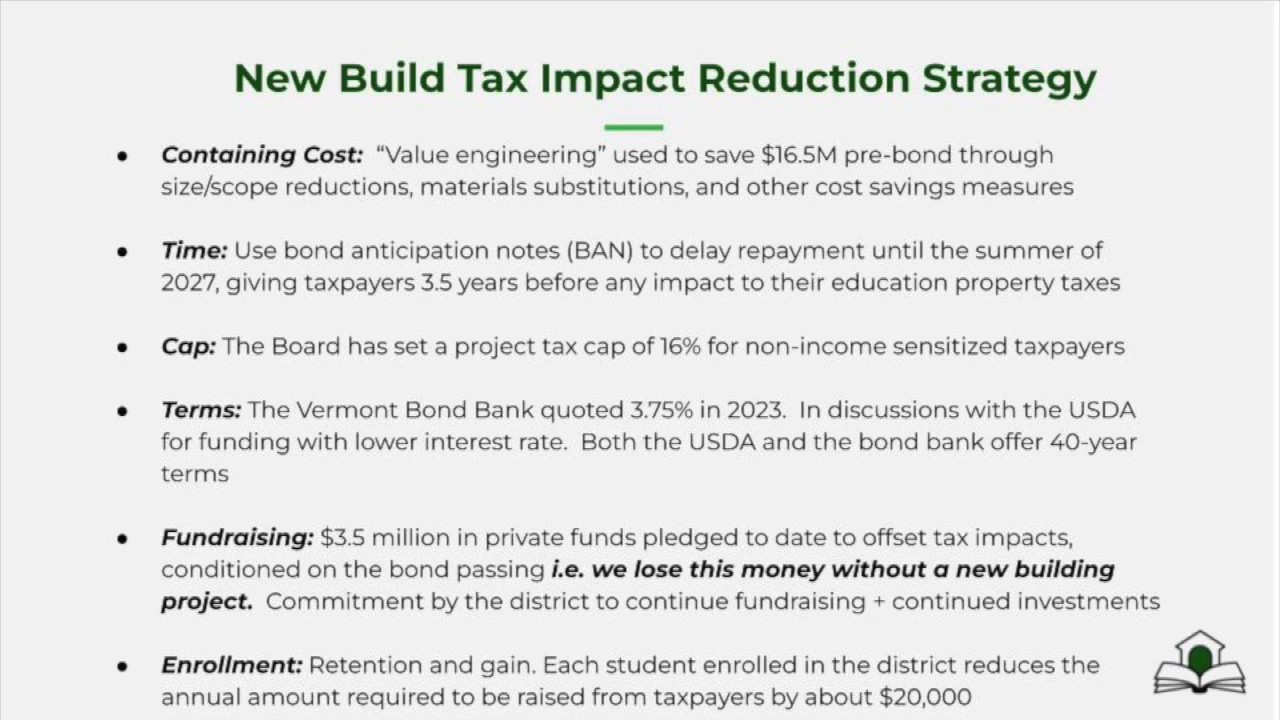 New Build Tax Impact Reduction Strategy
● Containing Cost: “Value engineering” used to save $16.5M pre-bond through
size/scope reductions, materials substitutions, and other cost savings measures
● Time: Use bond anticipation notes (BAN) to delay repayment until the summer of
2027, giving taxpayers 3.5 years before any impact to their education property taxes
● Cap: The Board has set a project tax cap of 16% for non-income sensitized taxpayers
● Terms: The Vermont Bond Bank quoted 3.75% in 2023. In discussions with the USDA
for funding with lower interest rate. Both the USDA and the bond bank offer 40-year
terms
● Fundraising: $3.5 million in private funds pledged to date to offset tax impacts,
conditioned on the bond passing i.e. we lose this money without a new building
project. Commitment by the district to continue fundraising + continued investments
● Enrollment: Retention and gain. Each student enrolled in the district reduces the
annual amount required to be raised from taxpayers by about $20,000